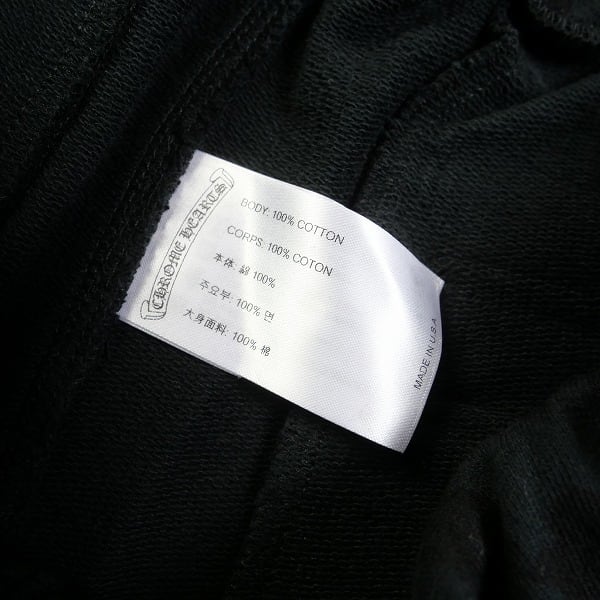 CHROME HEARTS
BODY: 100% COTTON
CORPS: 100% COTON
本体: 綿 100%
주요부: 100% 면
大身面料: 100% 棉
MADE IN U.S.A